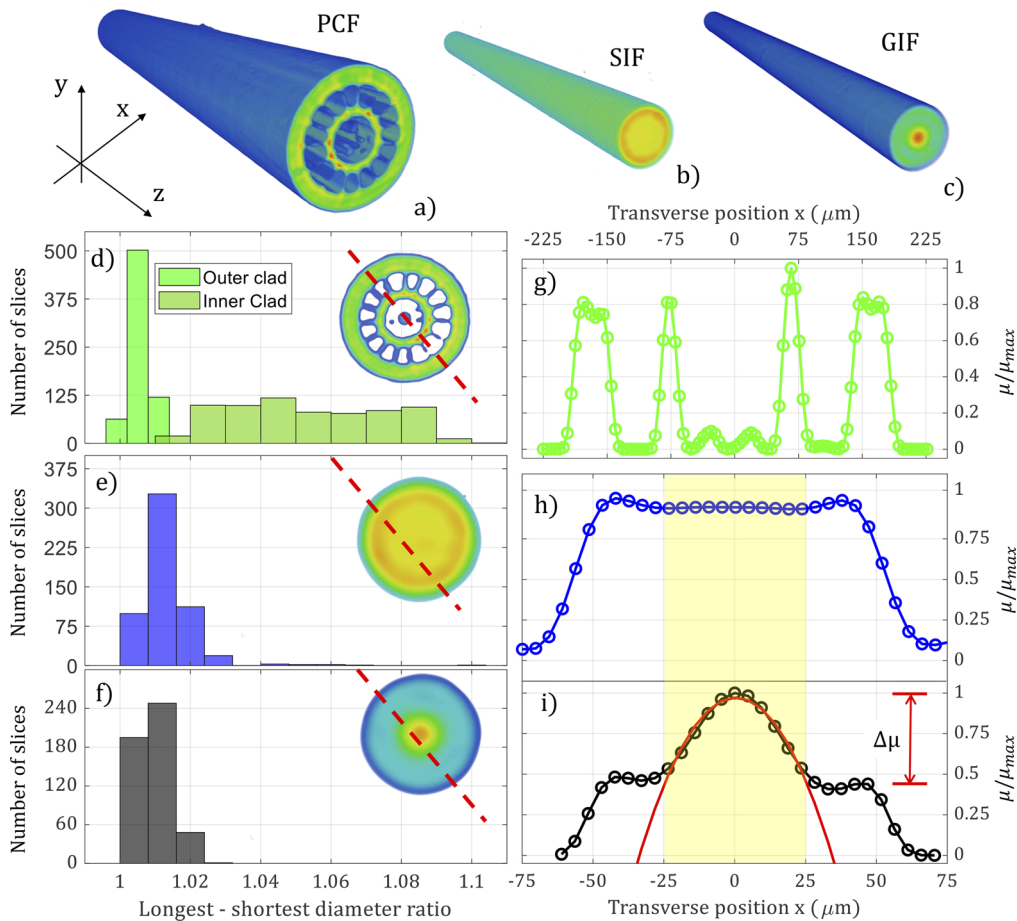 PCF
SIF
GIF
y
x
z
a)
b)
c)
Transverse position x ( μm)
-225 -150 -75 0 75 150 225
d)
Outer clad
Inner Clad
Number of slices
500
375
250
125
0
g)
μ/μmax
1
0.8
0.6
0.4
0.2
0
e)
Number of slices
375
300
225
150
75
0
h)
μ/μmax
1
0.75
0.5
0.25
0
f)
Number of slices
240
180
120
60
0
i)
Δμ
μ/μmax
1
0.75
0.5
0.25
0
1 1.02 1.04 1.06 1.08 1.1
Longest - shortest diameter ratio
-75 -50 -25 0 25 50 75
Transverse position x (μm)